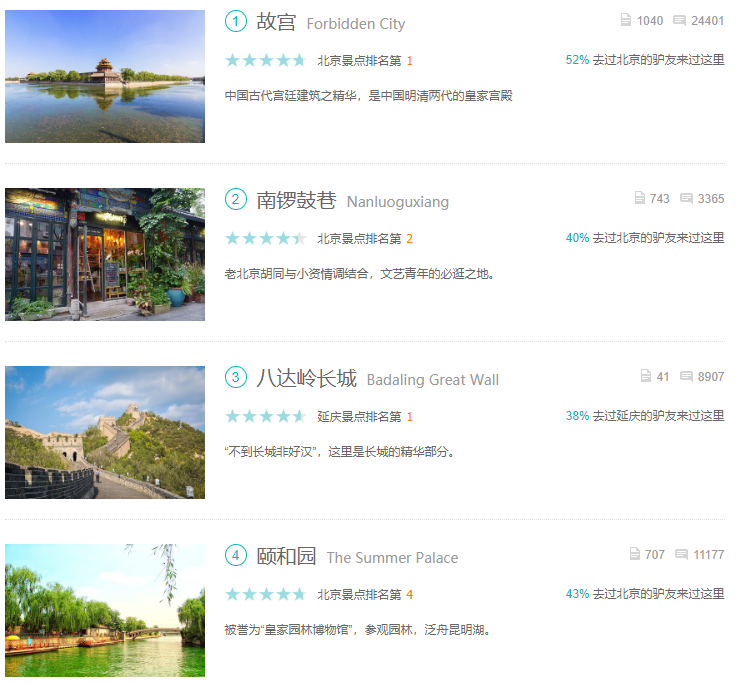 1 故宫 Forbidden City 1040 24401
北京景点排名第 1 52% 去过北京的驴友来过这里
中国古代宫廷建筑之精华，是中国明清两代的皇家宫殿
2 南锣鼓巷 Nanluoguxiang 743 3365
北京景点排名第 2 40% 去过北京的驴友来过这里
老北京胡同与小资情调结合，文艺青年的必逛之地。
3 八达岭长城 Badaling Great Wall 41 8907
延庆景点排名第 1 38% 去过延庆的驴友来过这里
“不到长城非好汉”，这里是长城的精华部分。
4 颐和园 The Summer Palace 707 11177
北京景点排名第 4 43% 去过北京的驴友来过这里
被誉为“皇家园林博物馆”，参观园林，泛舟昆明湖。